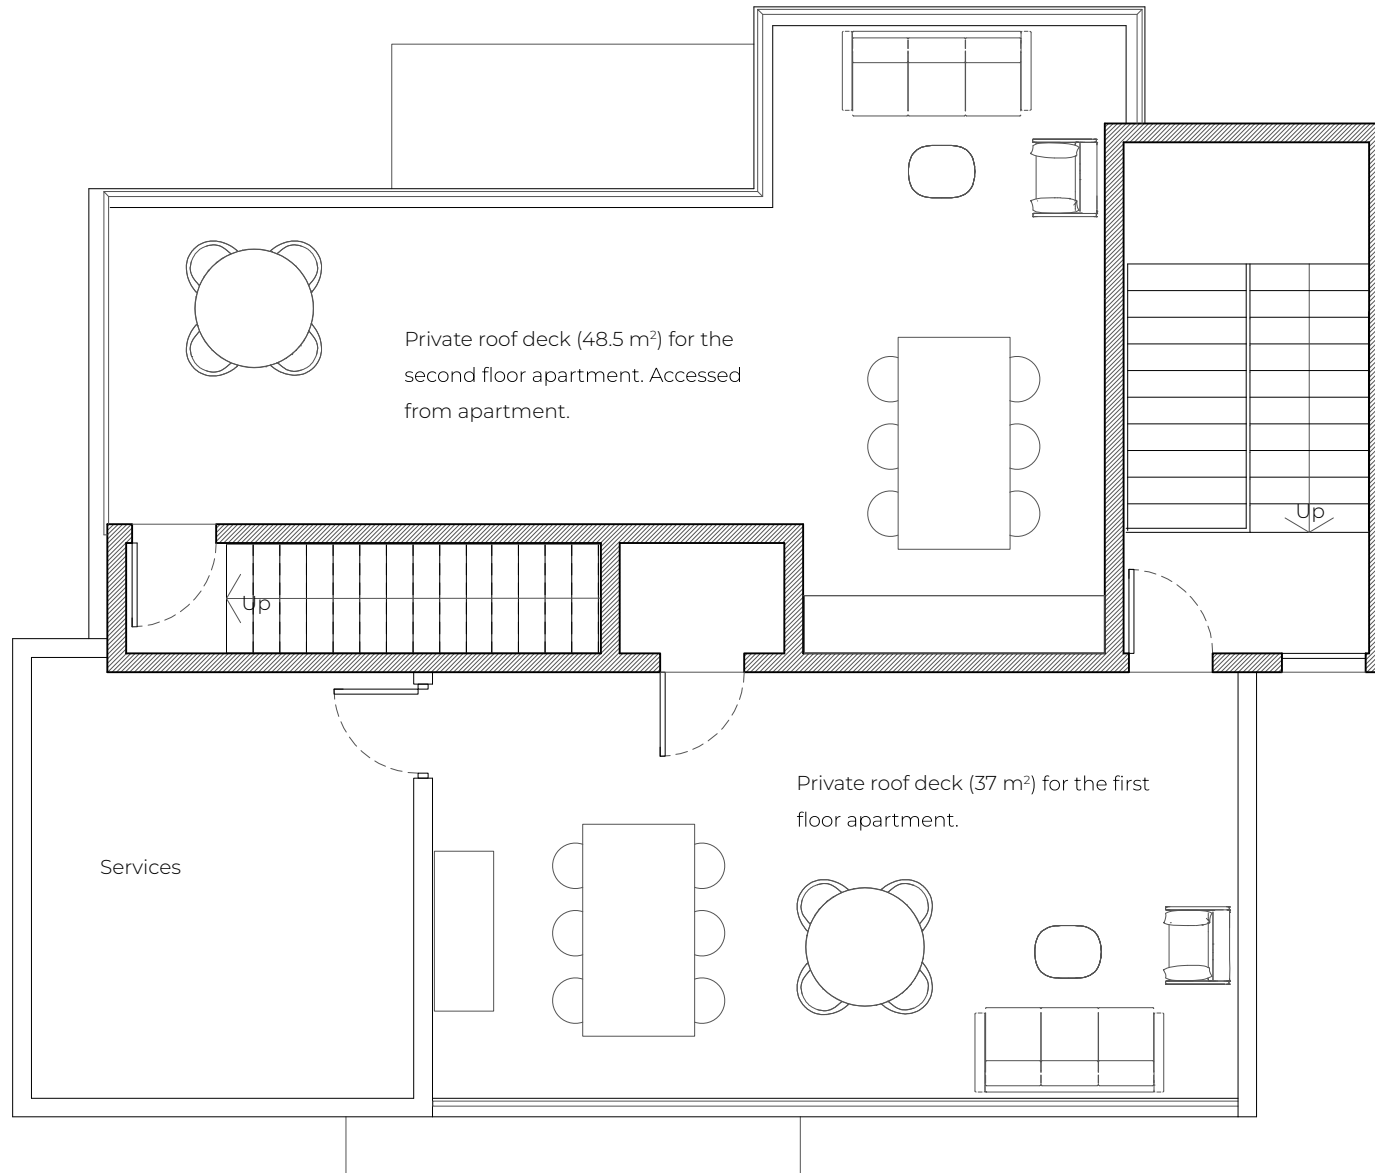 Private roof deck (48.5 m²) for the
second floor apartment. Accessed
from apartment.
Up
Up
Private roof deck (37 m²) for the first
floor apartment.
Services